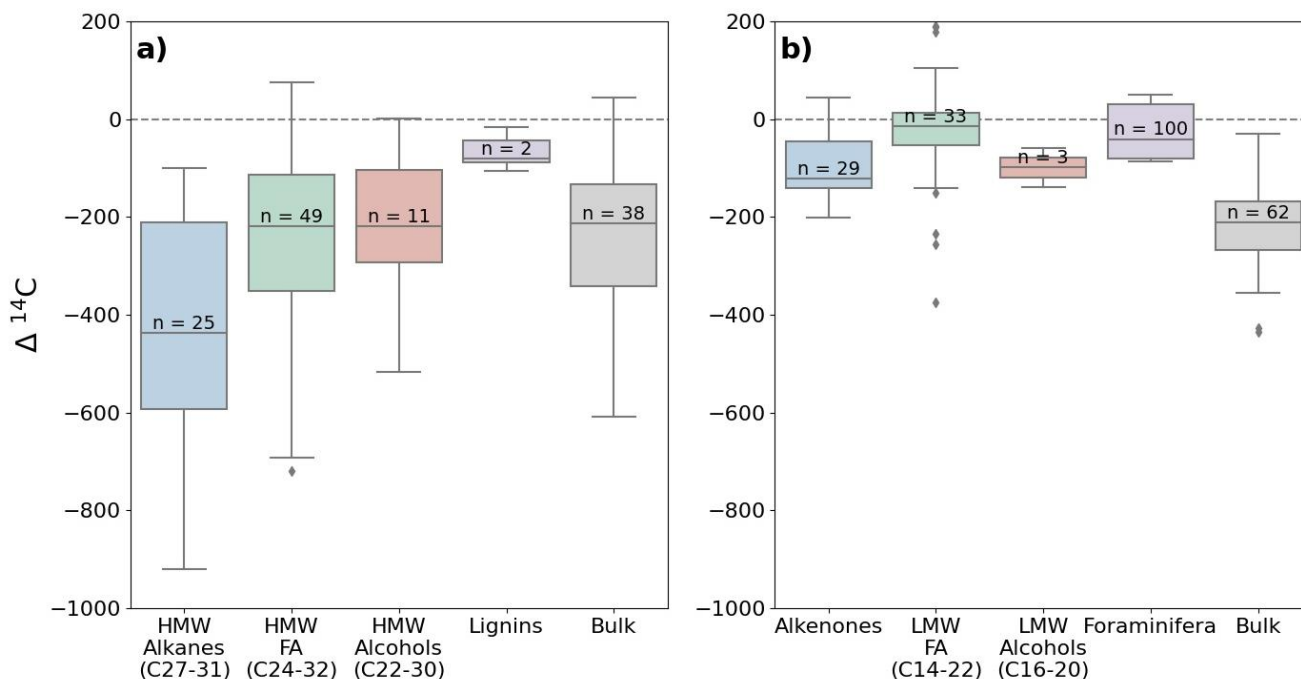 a)
Δ ¹⁴C
200
0
−200
−400
−600
−800
−1000
n = 25
n = 49
n = 11
n = 2
n = 38
HMW
Alkanes
(C27-31)
HMW
FA
(C24-32)
HMW
Alcohols
(C22-30)
Lignins
Bulk
b)
200
0
−200
−400
−600
−800
−1000
n = 29
n = 33
n = 3
n = 100
n = 62
Alkenones
LMW
FA
(C14-22)
LMW
Alcohols
(C16-20)
Foraminifera
Bulk